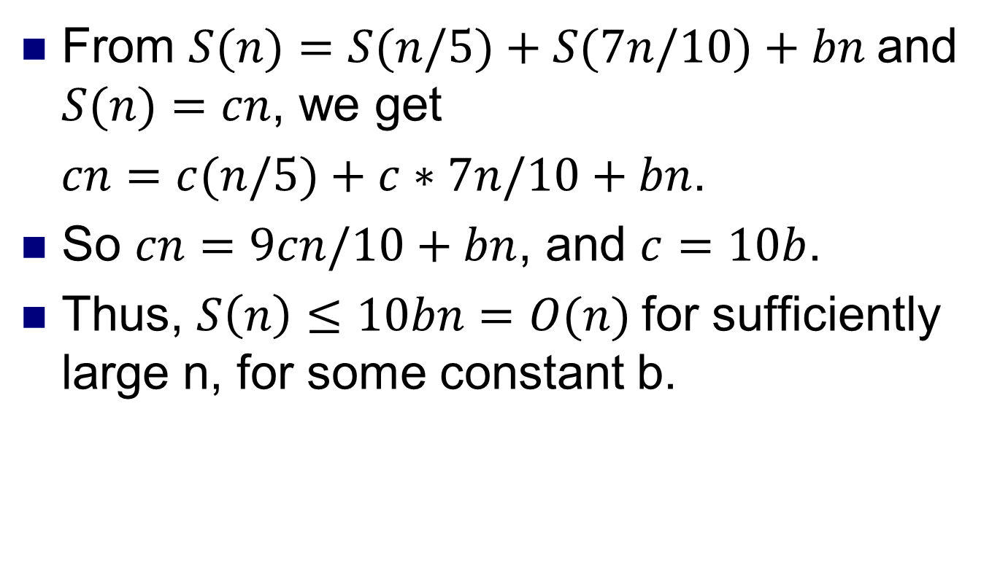 ■ From S(n) = S(n/5) + S(7n/10) + bn and
S(n) = cn, we get
cn = c(n/5) + c ∗ 7n/10 + bn.
■ So cn = 9cn/10 + bn, and c = 10b.
■ Thus, S(n) ≤ 10bn = O(n) for sufficiently
large n, for some constant b.